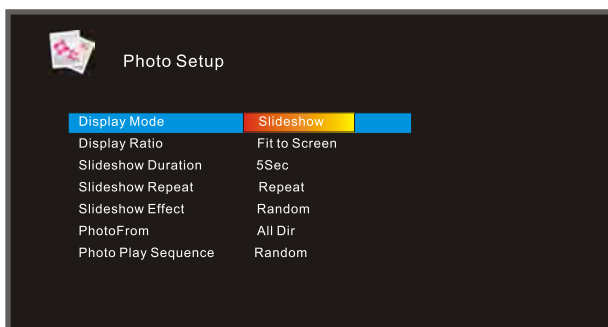 Photo Setup
Display Mode Slideshow
Display Ratio Fit to Screen
Slideshow Duration 5Sec
Slideshow Repeat Repeat
Slideshow Effect Random
PhotoFrom All Dir
Photo Play Sequence Random